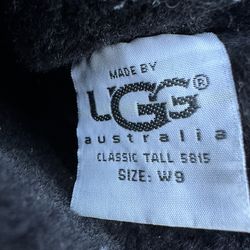 MADE BY
UGG®
australia
CLASSIC TALL 5815
SIZE: W9